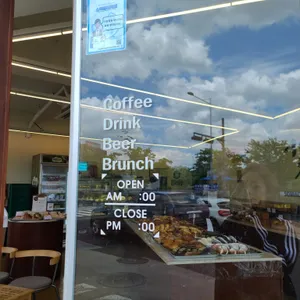 Coffee
Drink
Beer
Brunch
OPEN
AM :00
CLOSE
PM :00